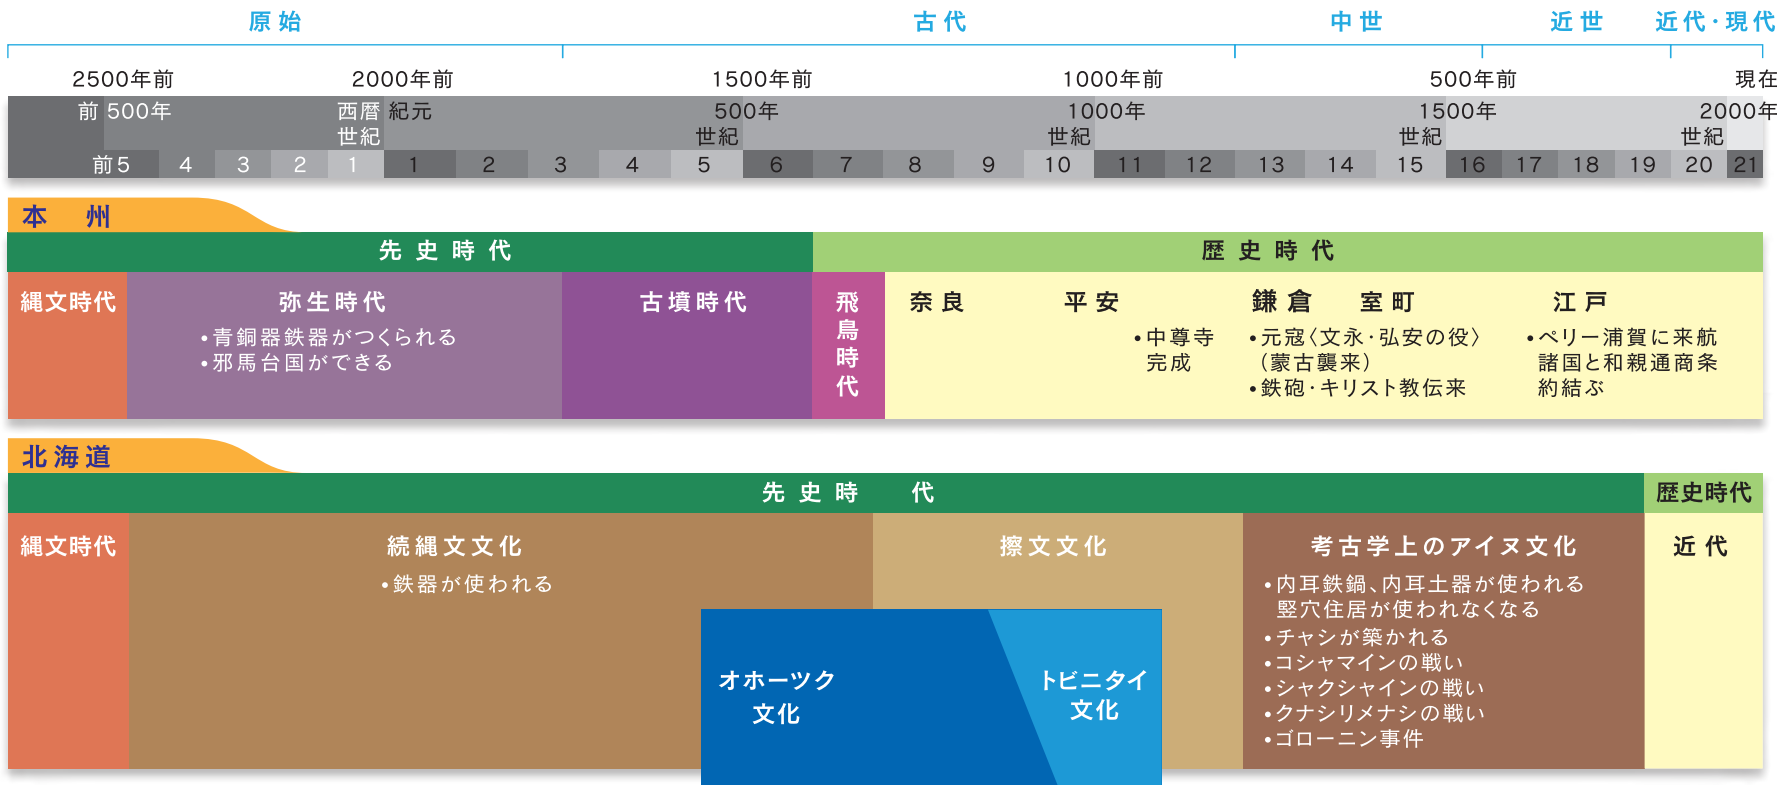 原始 古代 中世 近世 近代・現代
2500年前 2000年前 1500年前 1000年前 500年前 現在
前 500年 西暦 紀元 500年 1000年 1500年 2000年
世紀 世紀 世紀 世紀 世紀
前5 4 3 2 1 1 2 3 4 5 6 7 8 9 10 11 12 13 14 15 16 17 18 19 20 21
本州
先史時代 歴史時代
縄文時代
弥生時代
•青銅器鉄器がつくられる
•邪馬台国ができる
古墳時代
飛鳥時代
奈良
平安
•中尊寺
完成
鎌倉 室町
•元寇〈文永・弘安の役〉
(蒙古襲来)
•鉄砲・キリスト教伝来
江戸
•ペリー浦賀に来航
諸国と和親通商条
約結ぶ
北海道
先史時代 歴史時代
縄文時代
続縄文文化
•鉄器が使われる
擦文文化
オホーツク
文化
トビニタイ
文化
考古学上のアイヌ文化
•内耳鉄鍋、内耳土器が使われる
竪穴住居が使われなくなる
•チャシが築かれる
•コシャマインの戦い
•シャクシャインの戦い
•クナシリメナシの戦い
•ゴローニン事件
近代